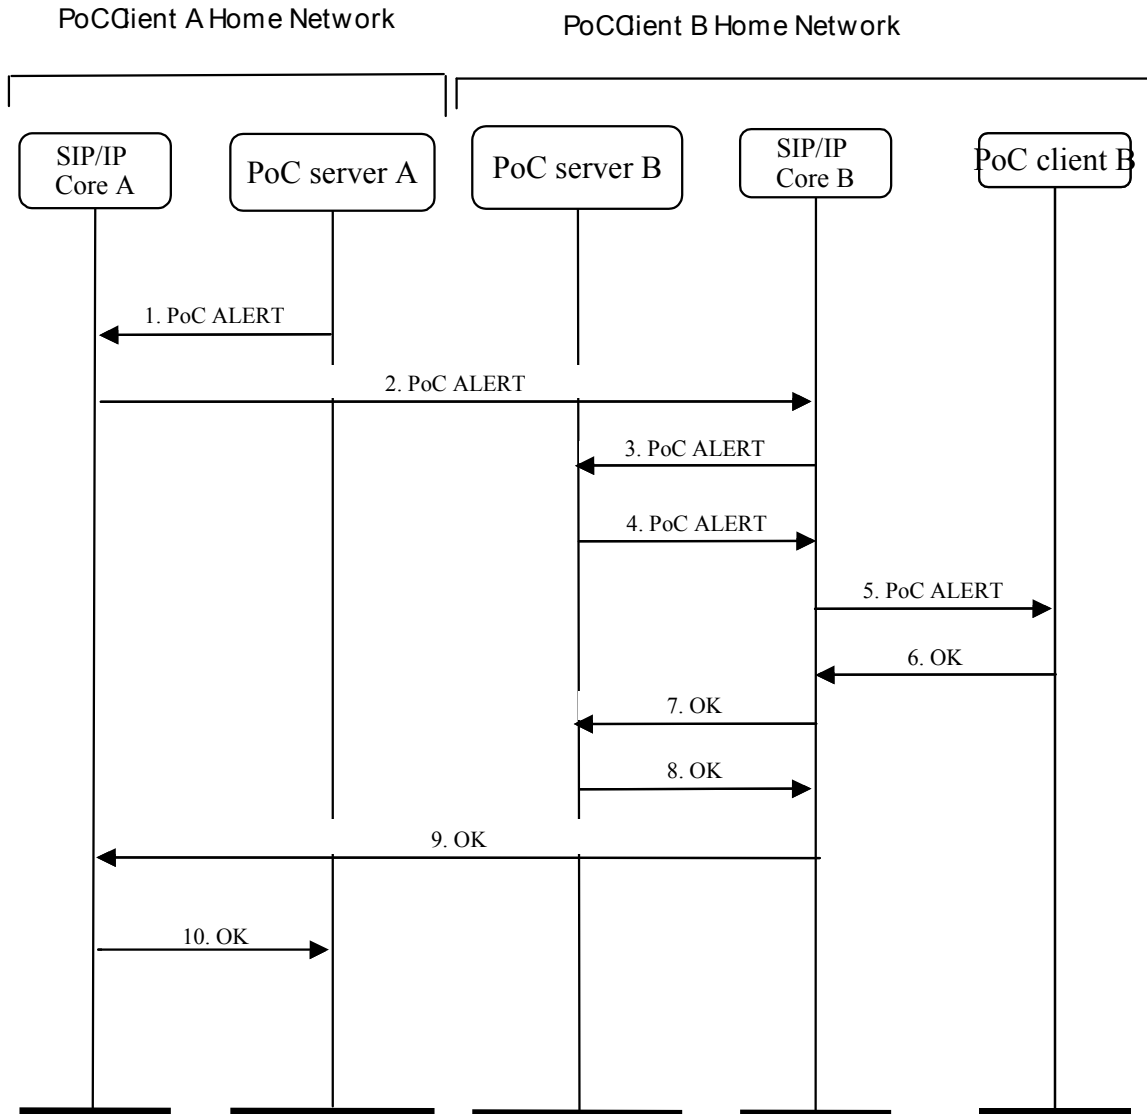 PoCClient A Home Network
PoCClient B Home Network
SIP/IP
Core A
PoC server A
PoC server B
SIP/IP
Core B
PoC client B
1. PoC ALERT
2. PoC ALERT
3. PoC ALERT
4. PoC ALERT
5. PoC ALERT
6. OK
7. OK
8. OK
9. OK
10. OK